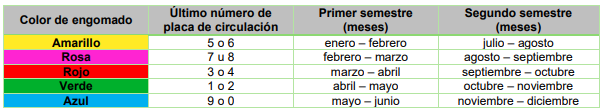 Color de engomado Último número de placa de circulación Primer semestre (meses) Segundo semestre (meses)
Amarillo 5 o 6 enero – febrero julio – agosto
Rosa 7 u 8 febrero – marzo agosto – septiembre
Rojo 3 o 4 marzo – abril septiembre – octubre
Verde 1 o 2 abril – mayo octubre – noviembre
Azul 9 o 0 mayo – junio noviembre – diciembre